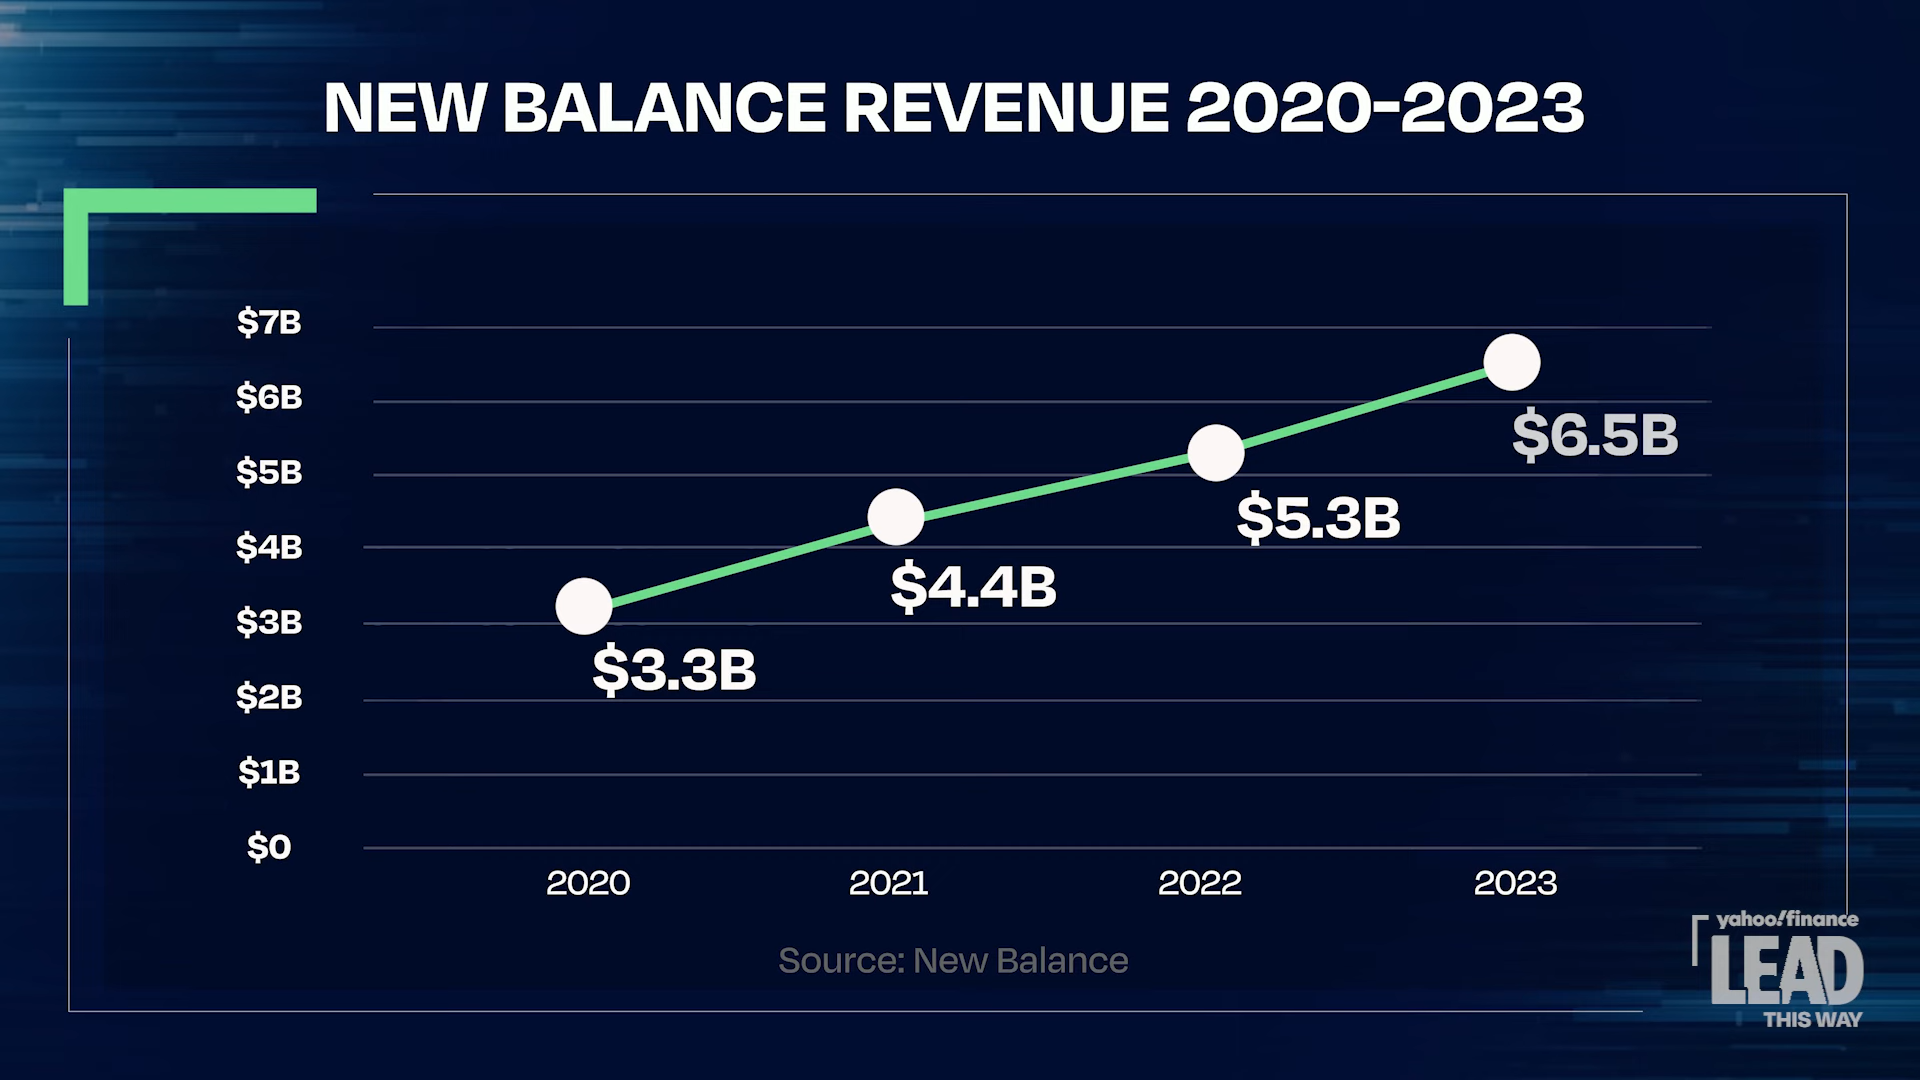 NEW BALANCE REVENUE 2020-2023
$7B
$6B
$5B
$4B
$3B
$2B
$1B
$0
$3.3B
$4.4B
$5.3B
$6.5B
2020
2021
2022
2023
Source: New Balance
yahoo!finance
LEAD
THIS WAY